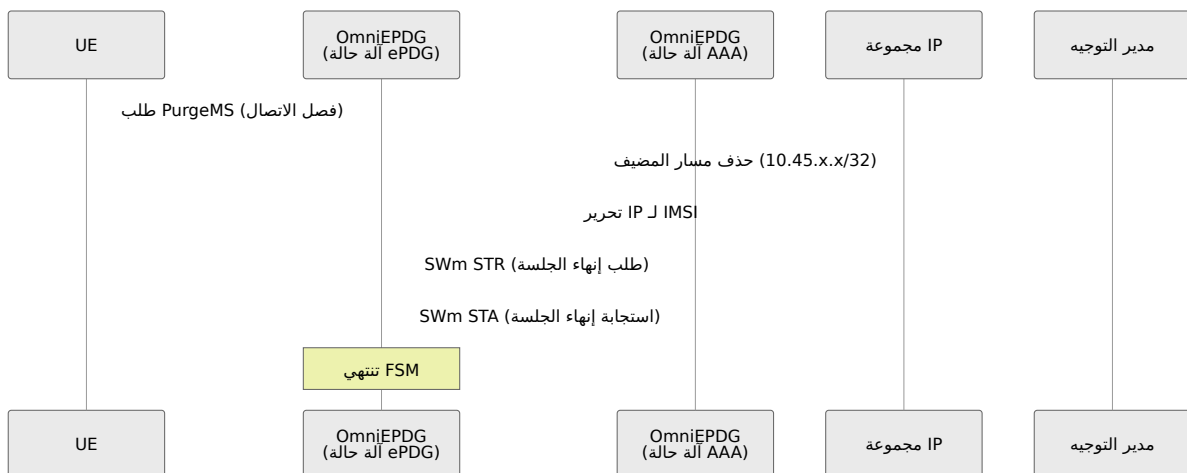 UE
OmniEPDG
(آلة حالة ePDG)
OmniEPDG
(آلة حالة AAA)
مجموعة IP
مدير التوجيه
طلب PurgeMS (فصل الاتصال)
حذف مسار المضيف (10.45.x.x/32)
تحرير IP لـ IMSI
SWm STR (طلب إنهاء الجلسة)
SWm STA (استجابة إنهاء الجلسة)
تنتهي FSM
UE
OmniEPDG
(آلة حالة ePDG)
OmniEPDG
(آلة حالة AAA)
مجموعة IP
مدير التوجيه